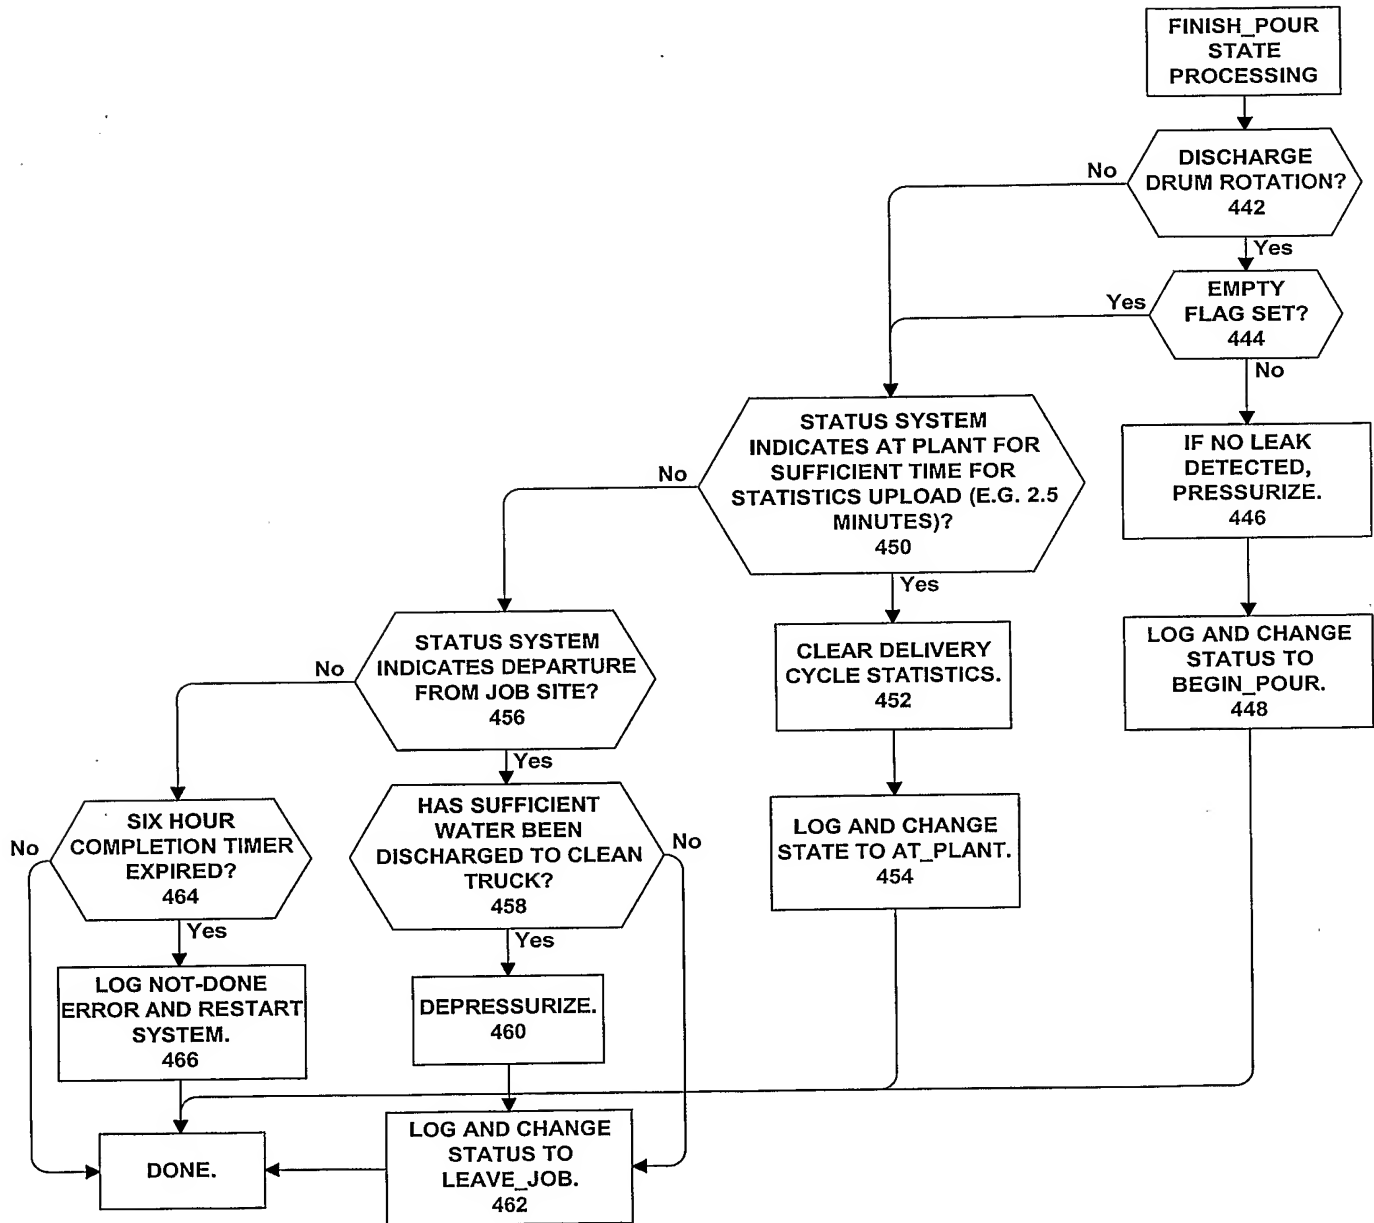 FINISH_POUR
STATE
PROCESSING
DISCHARGE
DRUM ROTATION?
442
No
Yes
EMPTY
FLAG SET?
444
Yes
No
STATUS SYSTEM
INDICATES AT PLANT FOR
SUFFICIENT TIME FOR
STATISTICS UPLOAD (E.G. 2.5
MINUTES)?
450
No
Yes
IF NO LEAK
DETECTED,
PRESSURIZE.
446
STATUS SYSTEM
INDICATES DEPARTURE
FROM JOB SITE?
456
No
Yes
CLEAR DELIVERY
CYCLE STATISTICS.
452
LOG AND CHANGE
STATUS TO
BEGIN_POUR.
448
SIX HOUR
COMPLETION TIMER
EXPIRED?
464
No
Yes
HAS SUFFICIENT
WATER BEEN
DISCHARGED TO CLEAN
TRUCK?
458
No
Yes
LOG AND CHANGE
STATE TO AT_PLANT.
454
LOG NOT-DONE
ERROR AND RESTART
SYSTEM.
466
DEPRESSURIZE.
460
DONE.
LOG AND CHANGE
STATUS TO
LEAVE_JOB.
462